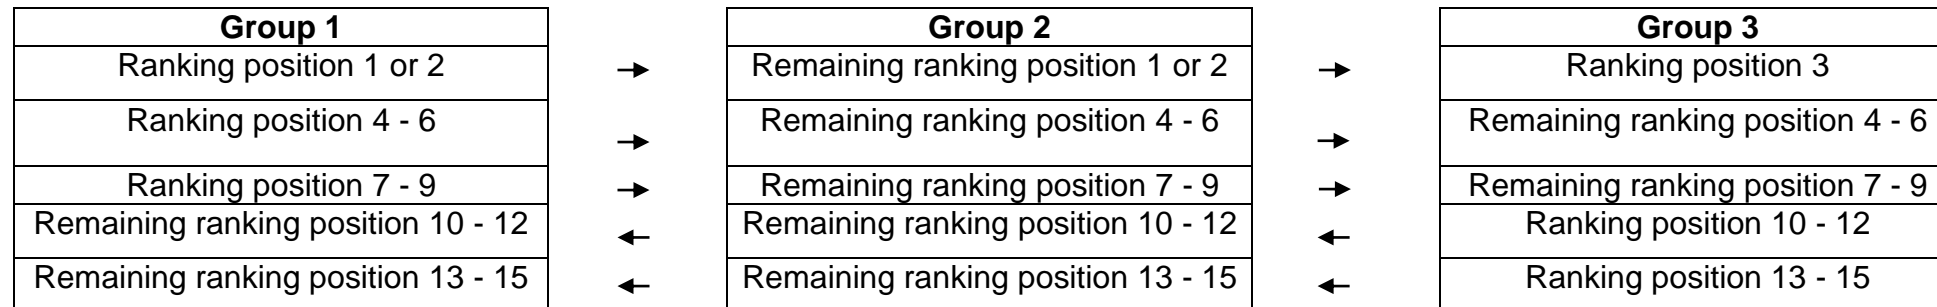 Group 1 Group 2 Group 3
Ranking position 1 or 2 → Remaining ranking position 1 or 2 → Ranking position 3
Ranking position 4 - 6 → Remaining ranking position 4 - 6 → Remaining ranking position 4 - 6
Ranking position 7 - 9 → Remaining ranking position 7 - 9 → Remaining ranking position 7 - 9
Remaining ranking position 10 - 12 ← Remaining ranking position 10 - 12 ← Ranking position 10 - 12
Remaining ranking position 13 - 15 ← Remaining ranking position 13 - 15 ← Ranking position 13 - 15